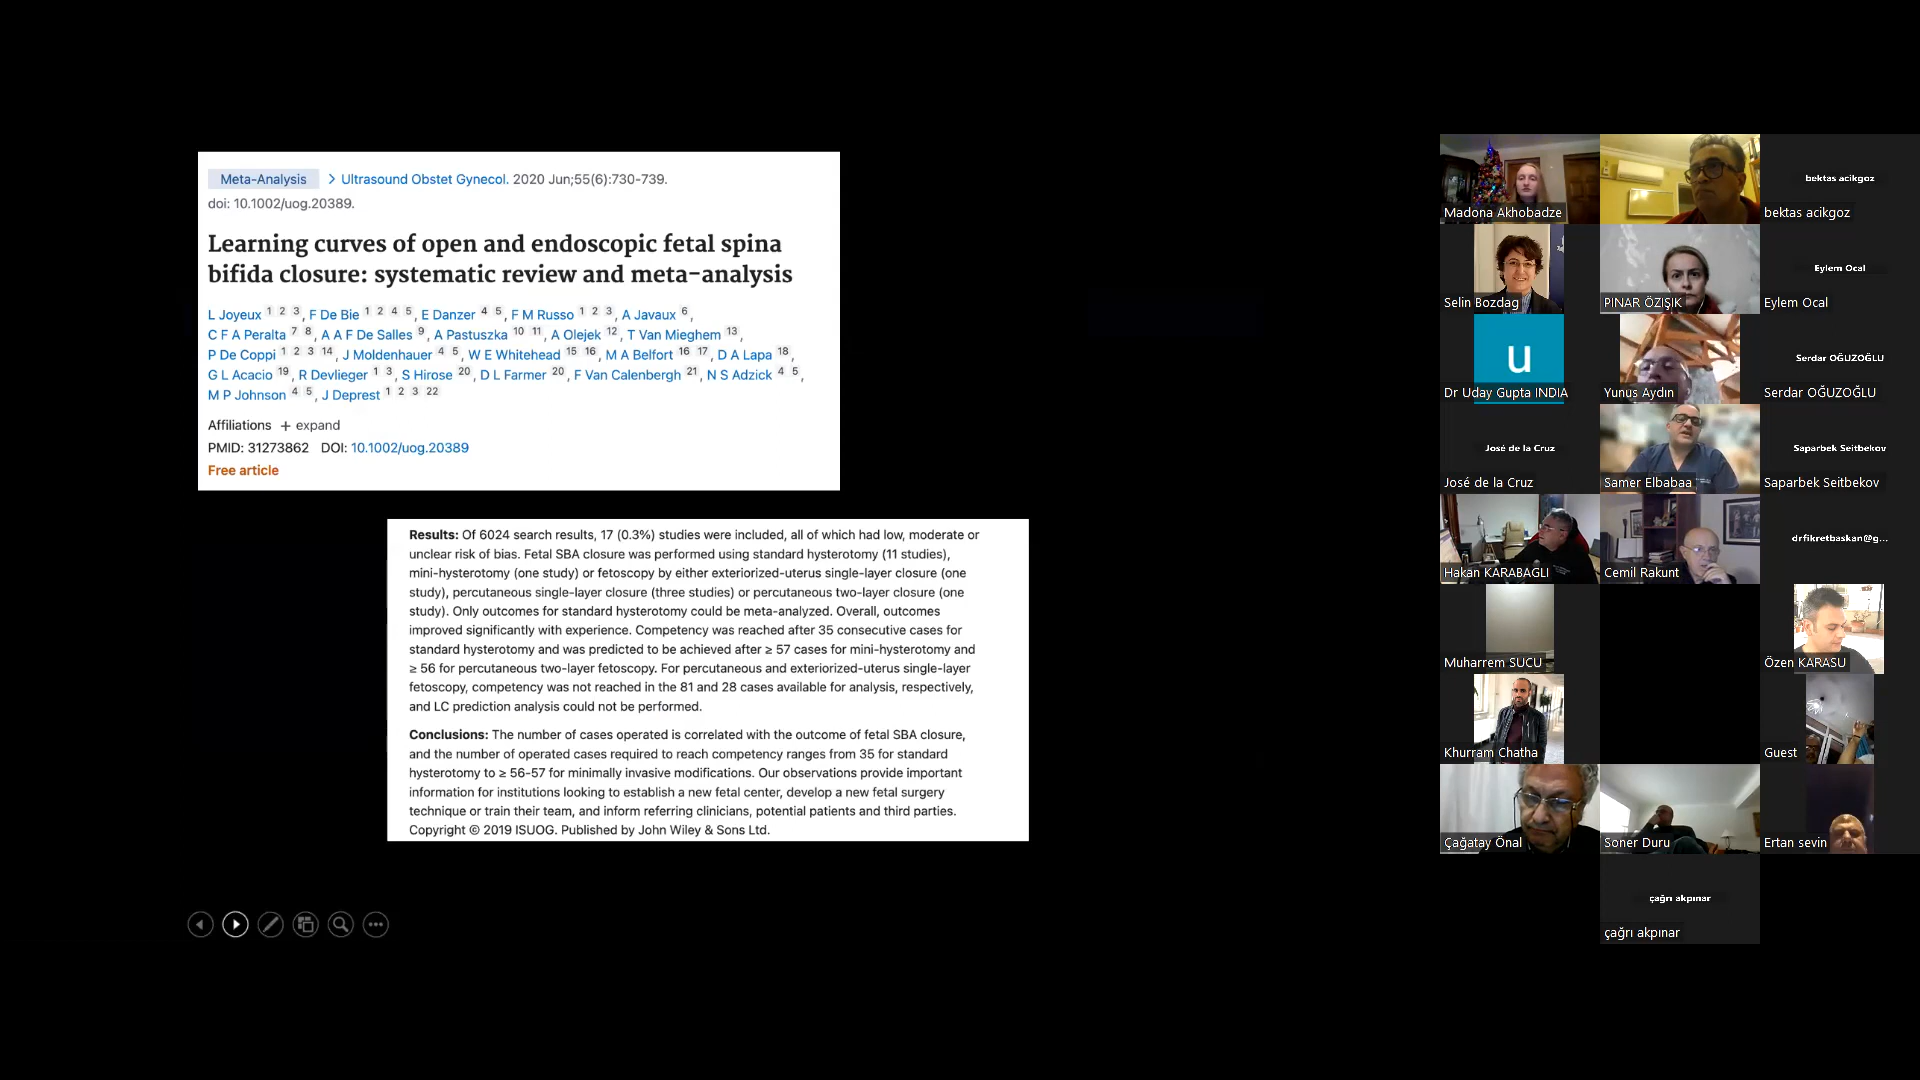 Meta-Analysis > Ultrasound Obstet Gynecol. 2020 Jun;55(6):730-739.
doi: 10.1002/uog.20389.
Learning curves of open and endoscopic fetal spina
bifida closure: systematic review and meta-analysis
L Joyeux 1 2 3, F De Bie 1 2 4 5, E Danzer 4 5, F M Russo 1 2 3, A Javaux 6,
C F A Peralta 7 8, A A F De Salles 9, A Pastuszka 10 11, A Olejek 12, T Van Mieghem 13,
P De Coppi 1 2 3 14, J Moldenhauer 4 5, W E Whitehead 15 16, M A Belfort 16 17, D A Lapa 18,
G L Acacio 19, R Devlieger 1 3, S Hirose 20, D L Farmer 20, F Van Calenbergh 21, N S Adzick 4 5,
M P Johnson 4 5, J Deprest 1 2 3 22
Affiliations + expand
PMID: 31273862 DOI: 10.1002/uog.20389
Free article
Results: Of 6024 search results, 17 (0.3%) studies were included, all of which had low, moderate or
unclear risk of bias. Fetal SBA closure was performed using standard hysterotomy (11 studies),
mini-hysterotomy (one study) or fetoscopy by either exteriorized-uterus single-layer closure (one
study), percutaneous single-layer closure (three studies) or percutaneous two-layer closure (one
study). Only outcomes for standard hysterotomy could be meta-analyzed. Overall, outcomes
improved significantly with experience. Competency was reached after 35 consecutive cases for
standard hysterotomy and was predicted to be achieved after ≥ 57 cases for mini-hysterotomy and
≥ 56 for percutaneous two-layer fetoscopy. For percutaneous and exteriorized-uterus single-layer
fetoscopy, competency was not reached in the 81 and 28 cases available for analysis, respectively,
and LC prediction analysis could not be performed.
Conclusions: The number of cases operated is correlated with the outcome of fetal SBA closure,
and the number of operated cases required to reach competency ranges from 35 for standard
hysterotomy to ≥ 56-57 for minimally invasive modifications. Our observations provide important
information for institutions looking to establish a new fetal center, develop a new fetal surgery
technique or train their team, and inform referring clinicians, potential patients and third parties.
Copyright © 2019 ISUOG. Published by John Wiley & Sons Ltd.
Madona Akhobadze
bektas acikgoz
bektas acikgoz
Selin Bozdag
PINAR ÖZIŞIK
Eylem Ocal
Eylem Ocal
u
Dr Uday Gupta INDIA
Yunus Aydın
Serdar OĞUZOĞLU
Serdar OĞUZOĞLU
José de la Cruz
José de la Cruz
Samer Elbabaa
Saparbek Seitbekov
Saparbek Seitbekov
Hakan KARABAGLI
Cemil Rakunt
drfikretbaskan@g...
Muharrem SUCU
Özen KARASU
Khurram Chatha
Guest
Çağatay Önal
Soner Duru
Ertan sevin
çağrı akpınar
çağrı akpınar